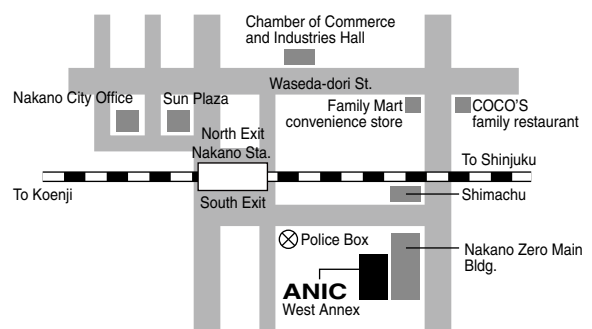 Chamber of Commerce
and Industries Hall
Waseda-dori St.
Nakano City Office
Sun Plaza
Family Mart
convenience store
COCO'S
family restaurant
North Exit
Nakano Sta.
To Shinjuku
To Koenji
South Exit
Shimachu
Police Box
Nakano Zero Main
Bldg.
ANIC
West Annex